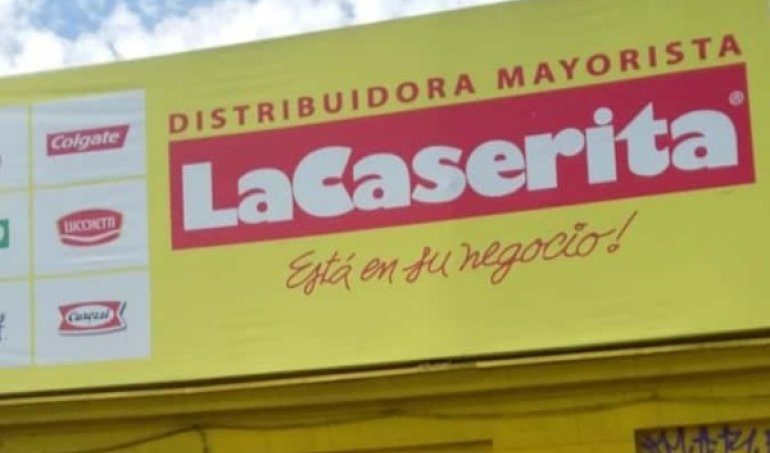 DISTRIBUIDORA MAYORISTA
LaCaserita®
Está en su negocio!
Colgate
LUCCHETTI
Carozzi